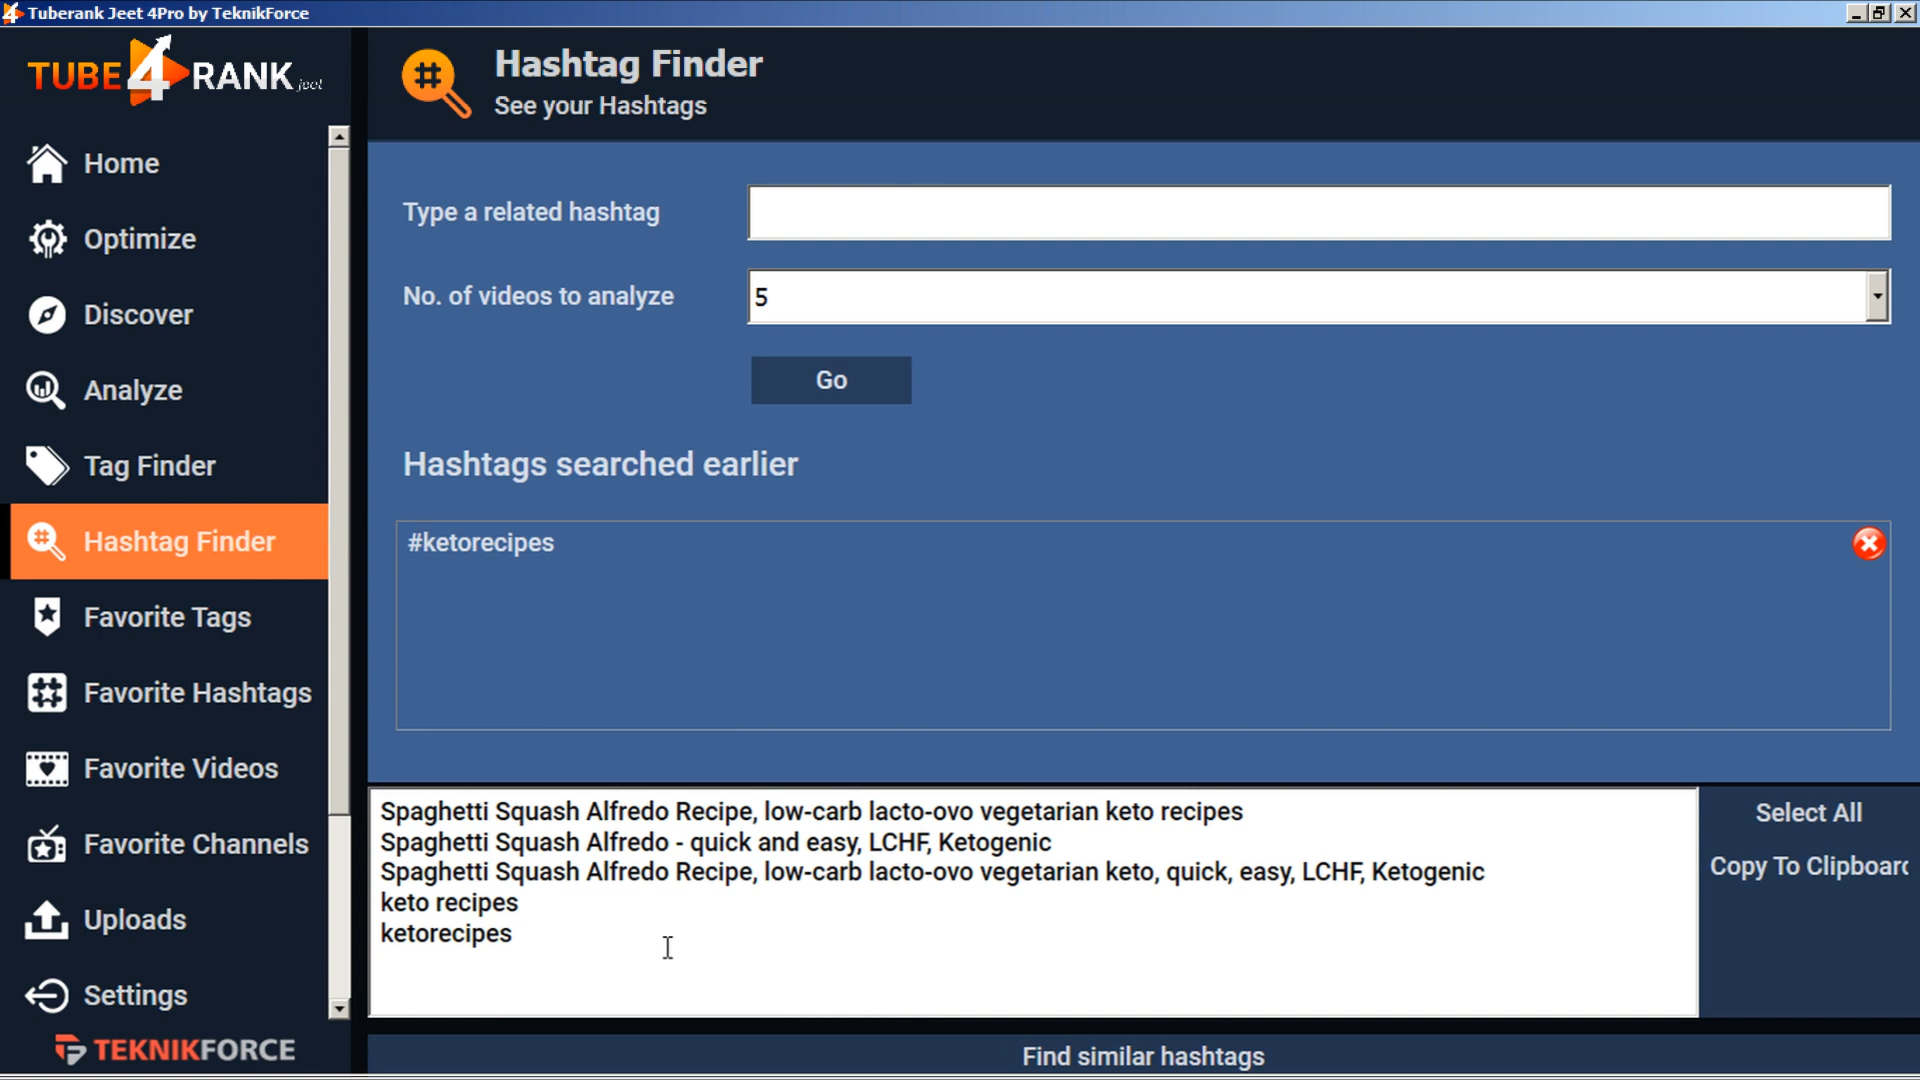 Tuberank Jeet 4Pro by TeknikForce
TUBE 4 RANK jeet
Home
Optimize
Discover
Analyze
Tag Finder
Hashtag Finder
Favorite Tags
Favorite Hashtags
Favorite Videos
Favorite Channels
Uploads
Settings
TEKNIKFORCE
Hashtag Finder
See your Hashtags
Type a related hashtag
No. of videos to analyze
5
Go
Hashtags searched earlier
#ketorecipes
Spaghetti Squash Alfredo Recipe, low-carb lacto-ovo vegetarian keto recipes
Spaghetti Squash Alfredo - quick and easy, LCHF, Ketogenic
Spaghetti Squash Alfredo Recipe, low-carb lacto-ovo vegetarian keto, quick, easy, LCHF, Ketogenic
keto recipes
ketorecipes
Select All
Copy To Clipboard
Find similar hashtags